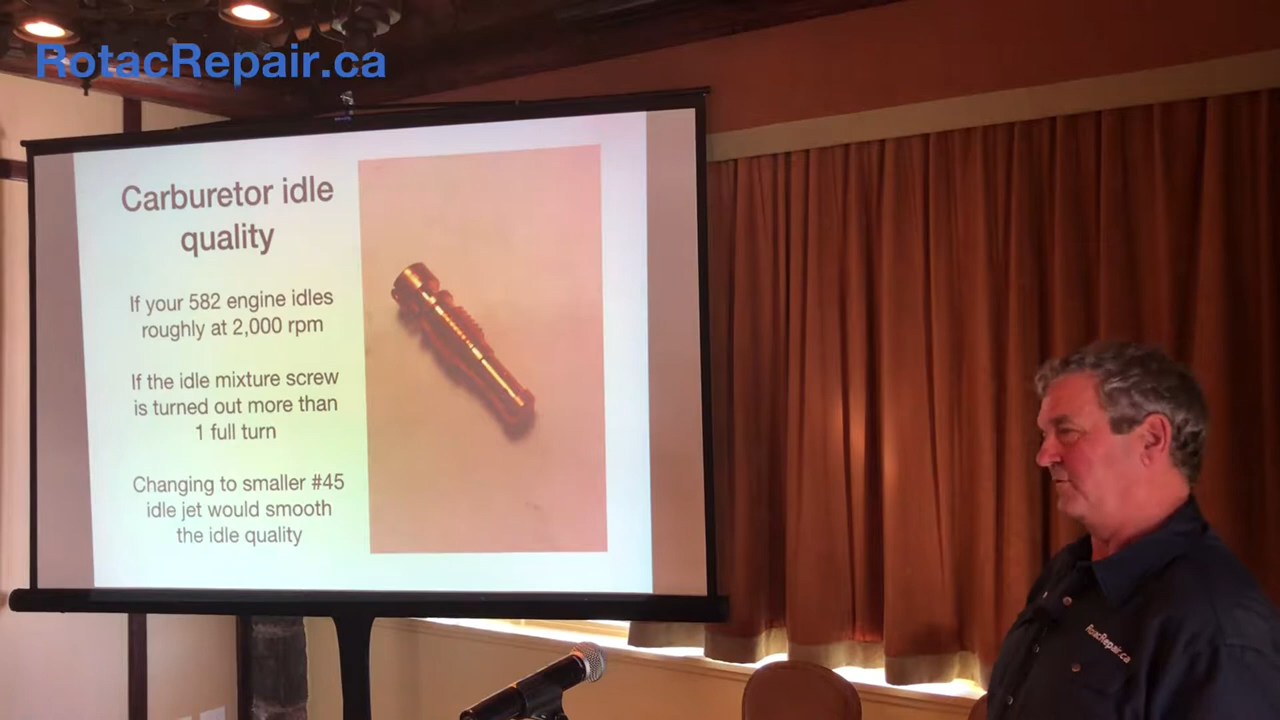 RotacRepair.ca
Carburetor idle
quality
If your 582 engine idles
roughly at 2,000 rpm
If the idle mixture screw
is turned out more than
1 full turn
Changing to smaller #45
idle jet would smooth
the idle quality
RotacRepair.ca